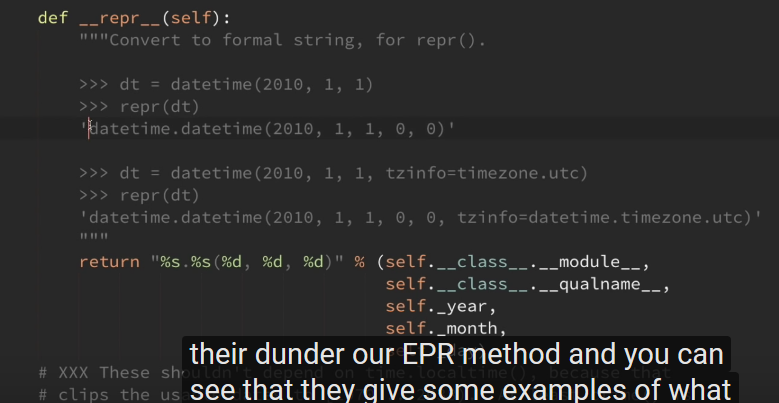 def __repr__(self):
"""Convert to formal string, for repr().
>>> dt = datetime(2010, 1, 1)
>>> repr(dt)
'datetime.datetime(2010, 1, 1, 0, 0)'
>>> dt = datetime(2010, 1, 1, tzinfo=timezone.utc)
>>> repr(dt)
'datetime.datetime(2010, 1, 1, 0, 0, tzinfo=datetime.timezone.utc)'
"""
return "%s.%s(%d, %d, %d)" % (self.__class__.__module__,
self.__class__.__qualname__,
self._year,
self._month,
their dunder our EPR method and you can
# XXX These shouldn't depend on time.localtime(), because that
see that they give some examples of what
# clips the